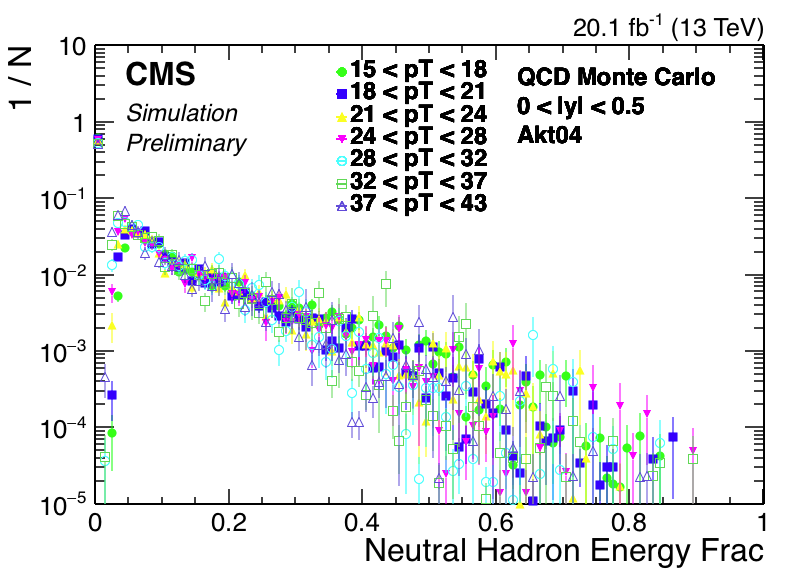 20.1 fb⁻¹ (13 TeV)
1 / N
10
1
10⁻¹
10⁻²
10⁻³
10⁻⁴
10⁻⁵
CMS
Simulation
Preliminary
15 < pT < 18
18 < pT < 21
21 < pT < 24
24 < pT < 28
28 < pT < 32
32 < pT < 37
37 < pT < 43
QCD Monte Carlo
0 < lyl < 0.5
Akt04
0 0.2 0.4 0.6 0.8 1
Neutral Hadron Energy Frac